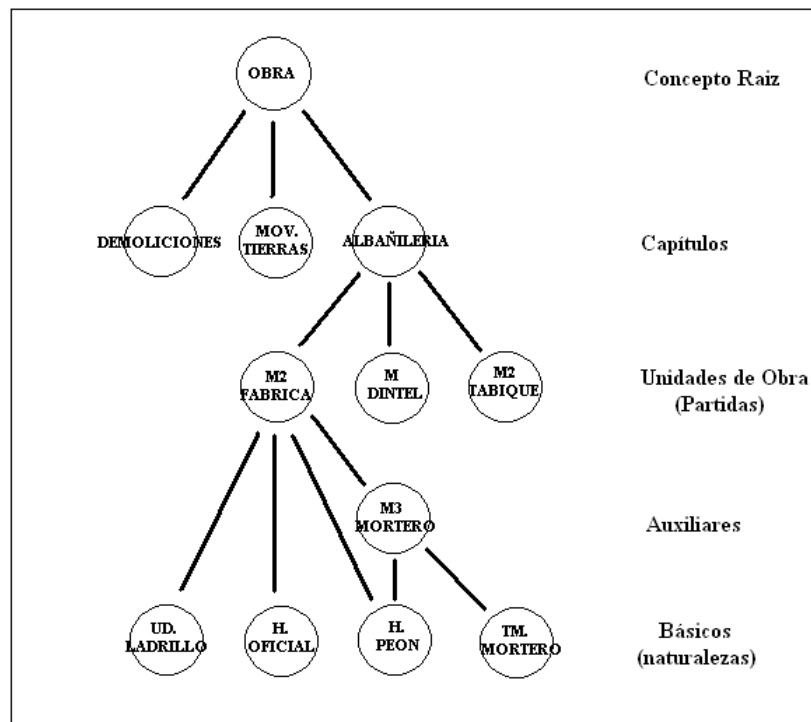 OBRA
Concepto Raiz
DEMOLICIONES
MOV.
TIERRAS
ALBAÑILERIA
Capítulos
M2
FABRICA
M
DINTEL
M2
TABIQUE
Unidades de Obra
(Partidas)
M3
MORTERO
Auxiliares
UD.
LADRILLO
H.
OFICIAL
H.
PEON
TM.
MORTERO
Básicos
(naturalezas)